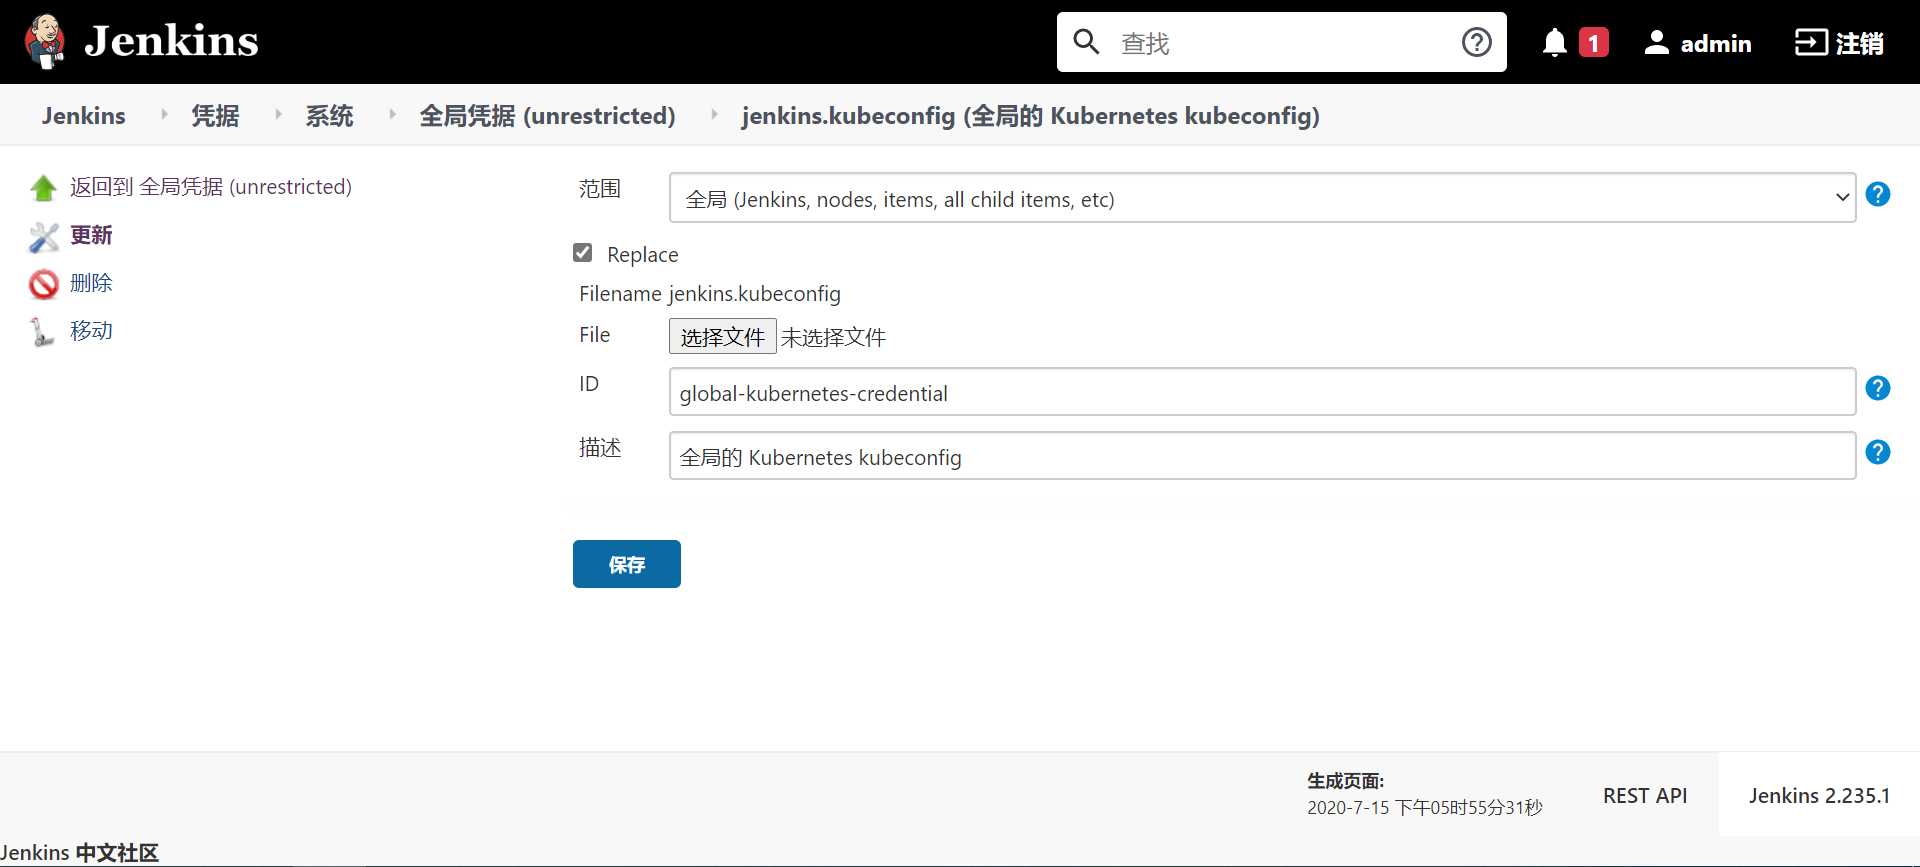 Jenkins
查找
1
admin
注销
Jenkins 凭据 系统 全局凭据 (unrestricted) jenkins.kubeconfig (全局的 Kubernetes kubeconfig)
返回到 全局凭据 (unrestricted)
更新
删除
移动
范围 全局 (Jenkins, nodes, items, all child items, etc)
Replace
Filename jenkins.kubeconfig
File 选择文件 未选择文件
ID global-kubernetes-credential
描述 全局的 Kubernetes kubeconfig
保存
生成页面:
2020-7-15 下午05时55分31秒
REST API
Jenkins 2.235.1
Jenkins 中文社区